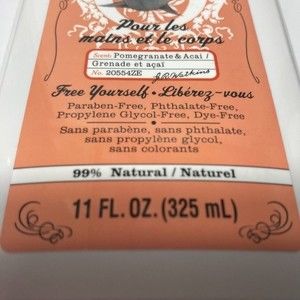 Pour les
mains et le corps
Scent: Pomegranate & Acai /
Grenade et açaï
No. 20554ZE
J.R. Watkins
Free Yourself • Libérez-vous
Paraben-Free, Phthalate-Free,
Propylene Glycol-Free, Dye-Free
Sans parabène, sans phthalate,
sans propylène glycol,
sans colorants
99% Natural / Naturel
11 FL. OZ. (325 mL)